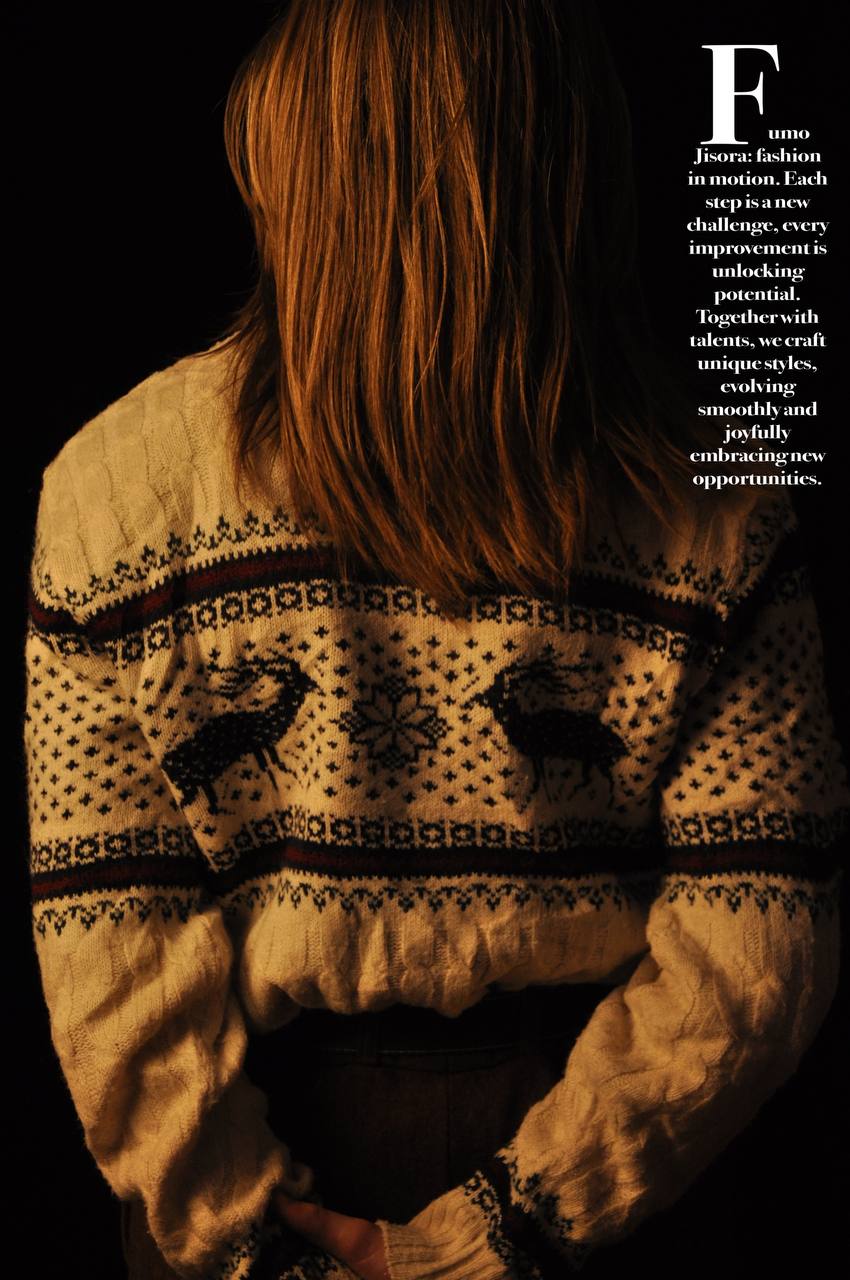 Fumo
Jisora: fashion
in motion. Each
step is a new
challenge, every
improvement is
unlocking
potential.
Together with
talents, we craft
unique styles,
evolving
smoothly and
joyfully
embracing new
opportunities.